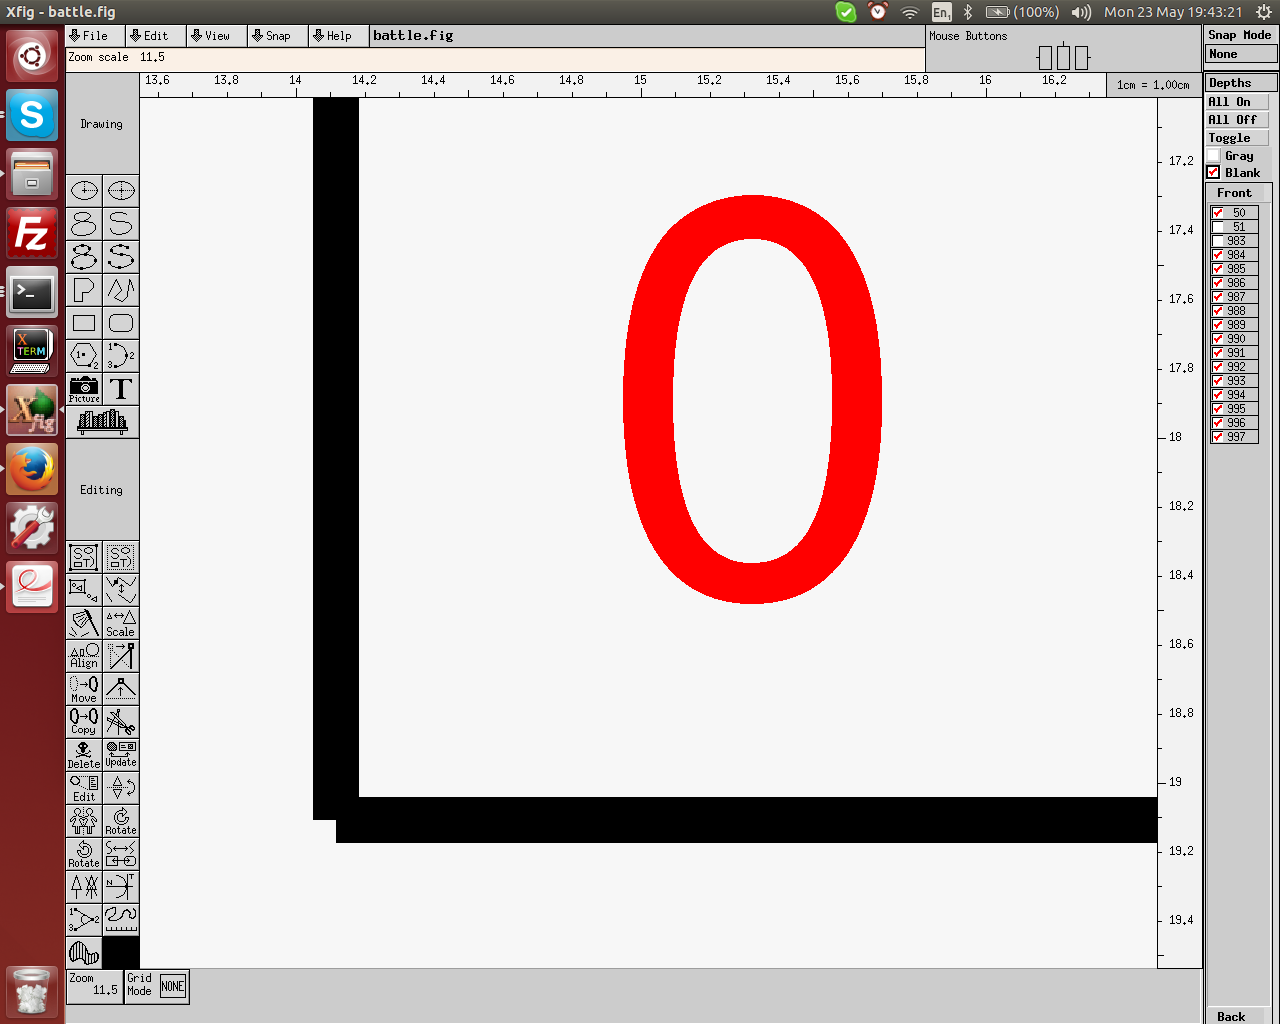 Xfig - battle.fig
En1
(100%)
Mon 23 May 19:43:21
File
Edit
View
Snap
Help
battle.fig
Mouse Buttons
Snap Mode
None
Zoom scale 11.5
13.6 13.8 14 14.2 14.4 14.6 14.8 15 15.2 15.4 15.6 15.8 16 16.2
1cm = 1.00cm
Depths
All On
All Off
Toggle
Gray
Blank
Front
50
51
983
984
985
986
987
988
989
990
991
992
993
994
995
996
997
Back
17.2
17.4
17.6
17.8
18
18.2
18.4
18.6
18.8
19
19.2
19.4
0
Drawing
Picture
T
Editing
Scale
Align
Move
Copy
Delete
Update
Edit
Rotate
Rotate
Zoom
11.5
Grid
Mode
NONE
S
Fz
X
TERM
X
fig